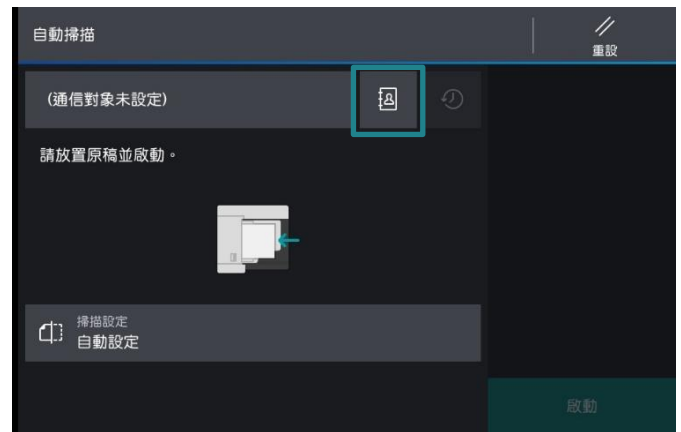 自動掃描
重設
(通信對象未設定)
請放置原稿並啟動。
掃描設定
自動設定
啟動